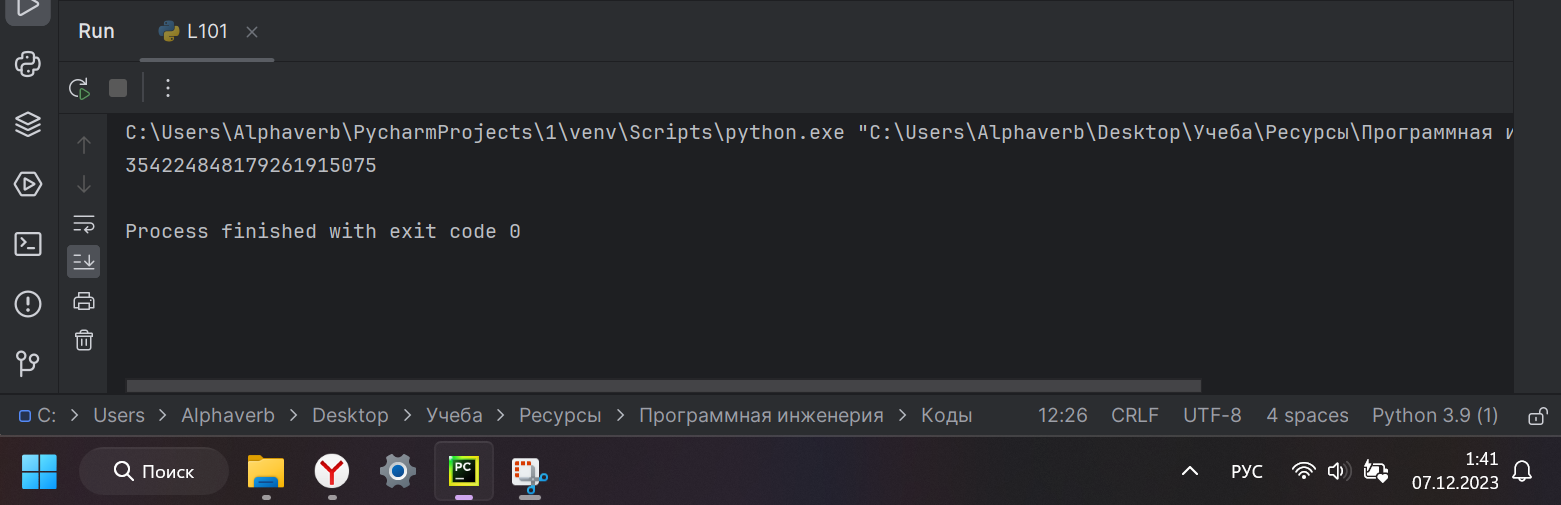 Run L101
C:\Users\Alphaverb\PycharmProjects\1\venv\Scripts\python.exe "C:\Users\Alphaverb\Desktop\Учеба\Ресурсы\Программная и
354224848179261915075
Process finished with exit code 0
C: > Users > Alphaverb > Desktop > Учеба > Ресурсы > Программная инженерия > Коды 12:26 CRLF UTF-8 4 spaces Python 3.9 (1)
Поиск PC РУС 1:41
07.12.2023